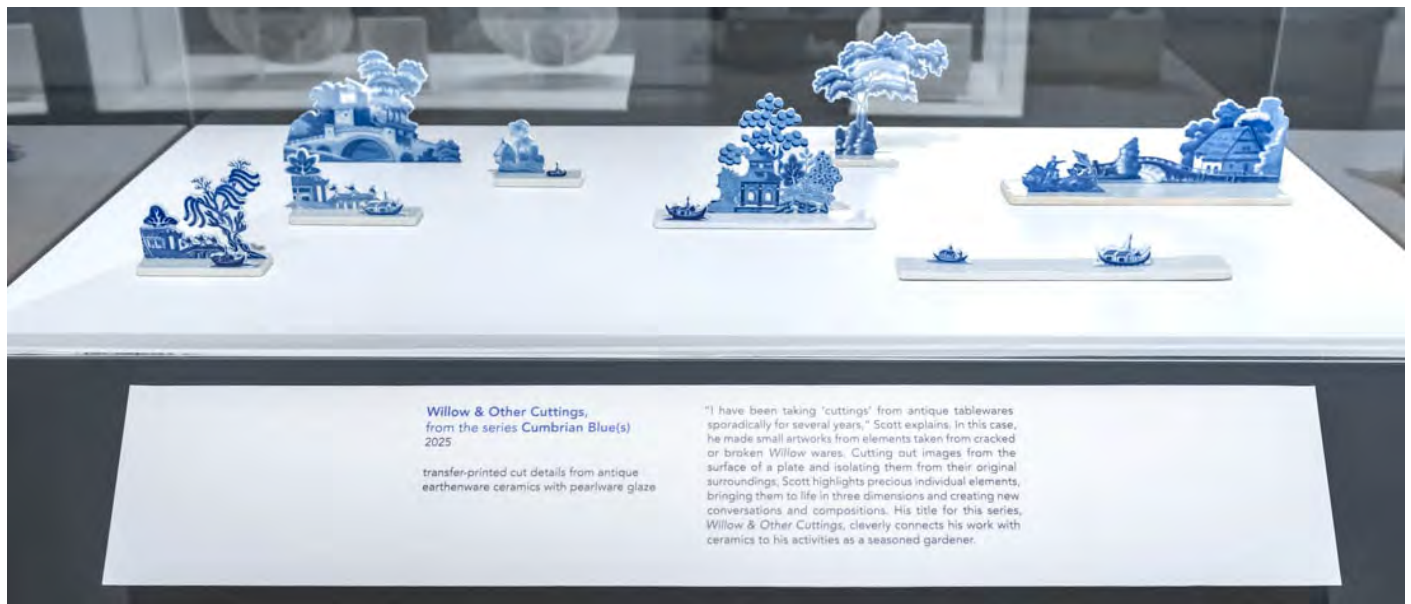 Willow & Other Cuttings,
from the series Cumbrian Blue(s)
2025
transfer-printed cut details from antique
earthenware ceramics with pearlware glaze
"I have been taking 'cuttings' from antique tablewares
sporadically for several years," Scott explains. In this case,
he made small artworks from elements taken from cracked
or broken Willow wares. Cutting out images from the
surface of a plate and isolating them from their original
surroundings, Scott highlights precious individual elements,
bringing them to life in three dimensions and creating new
conversations and compositions. His title for this series,
Willow & Other Cuttings, cleverly connects his work with
ceramics to his activities as a seasoned gardener.